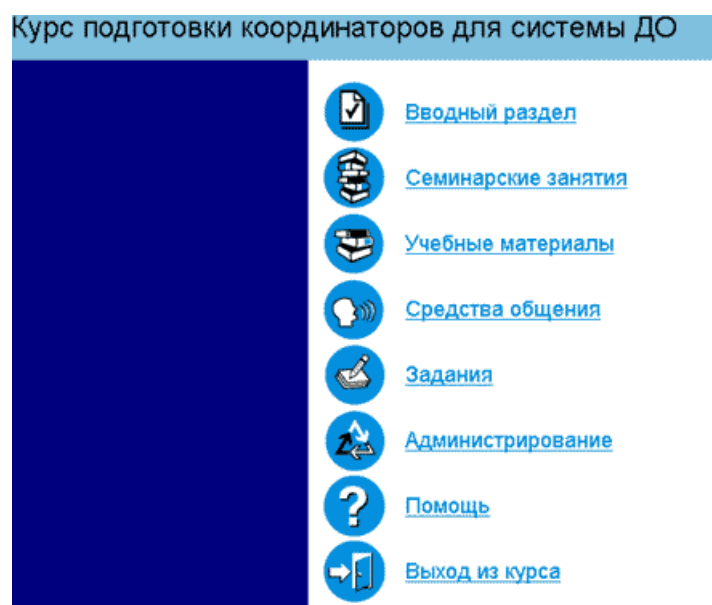 Курс подготовки координаторов для системы ДО
Вводный раздел
Семинарские занятия
Учебные материалы
Средства общения
Задания
Администрирование
Помощь
Выход из курса